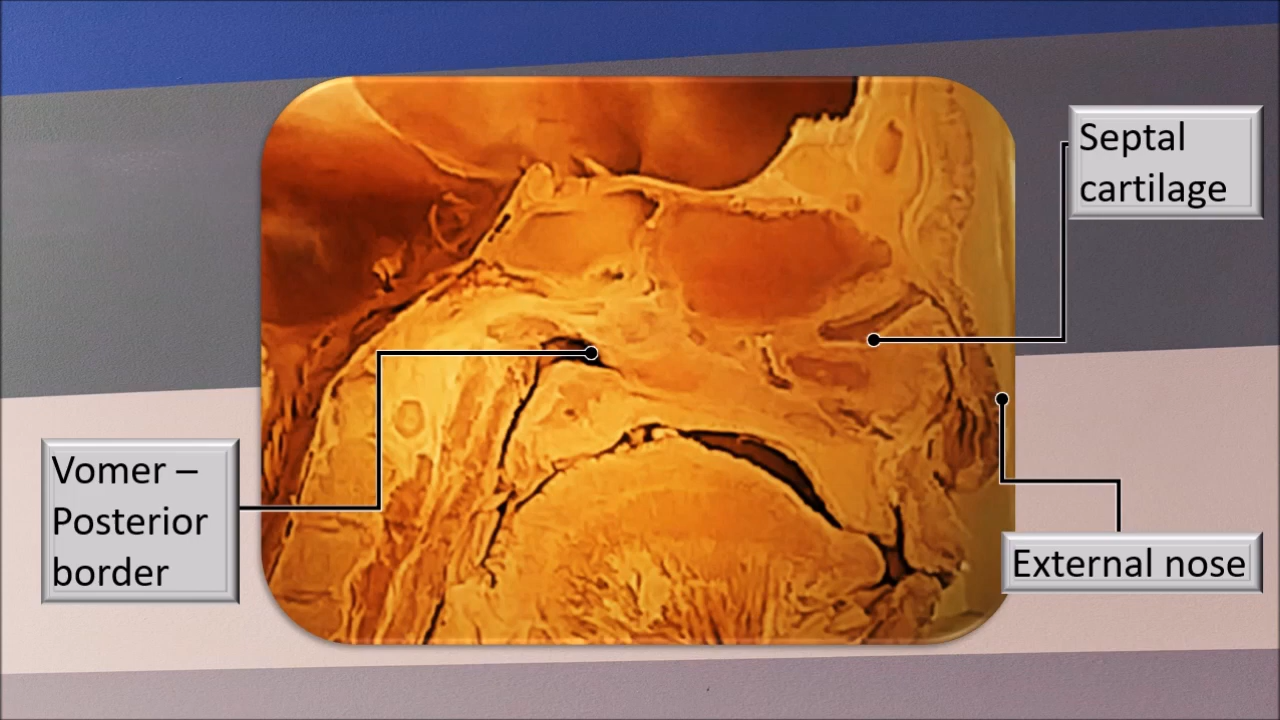 Septal
cartilage
Vomer –
Posterior
border
External nose